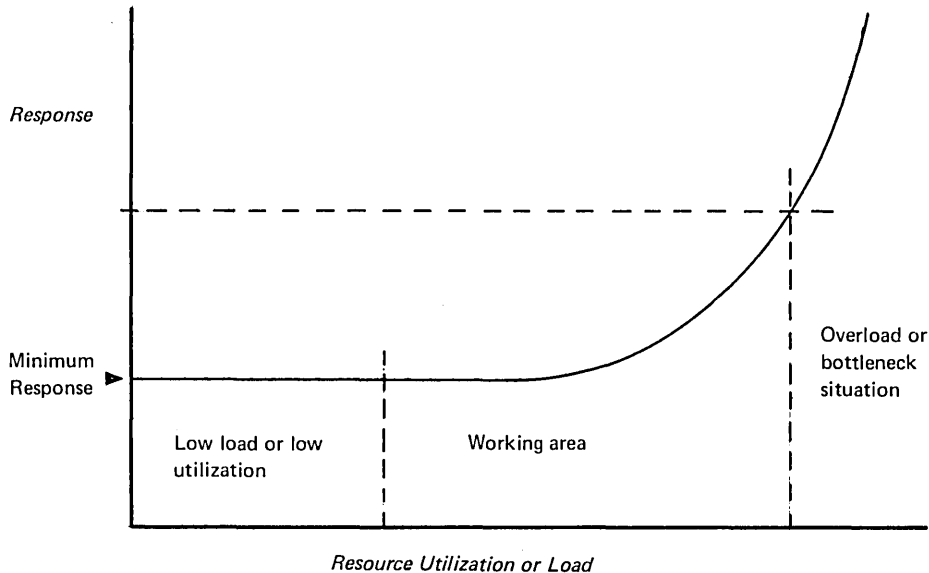 Response
Minimum
Response
Low load or low
utilization
Working area
Overload or
bottleneck
situation
Resource Utilization or Load